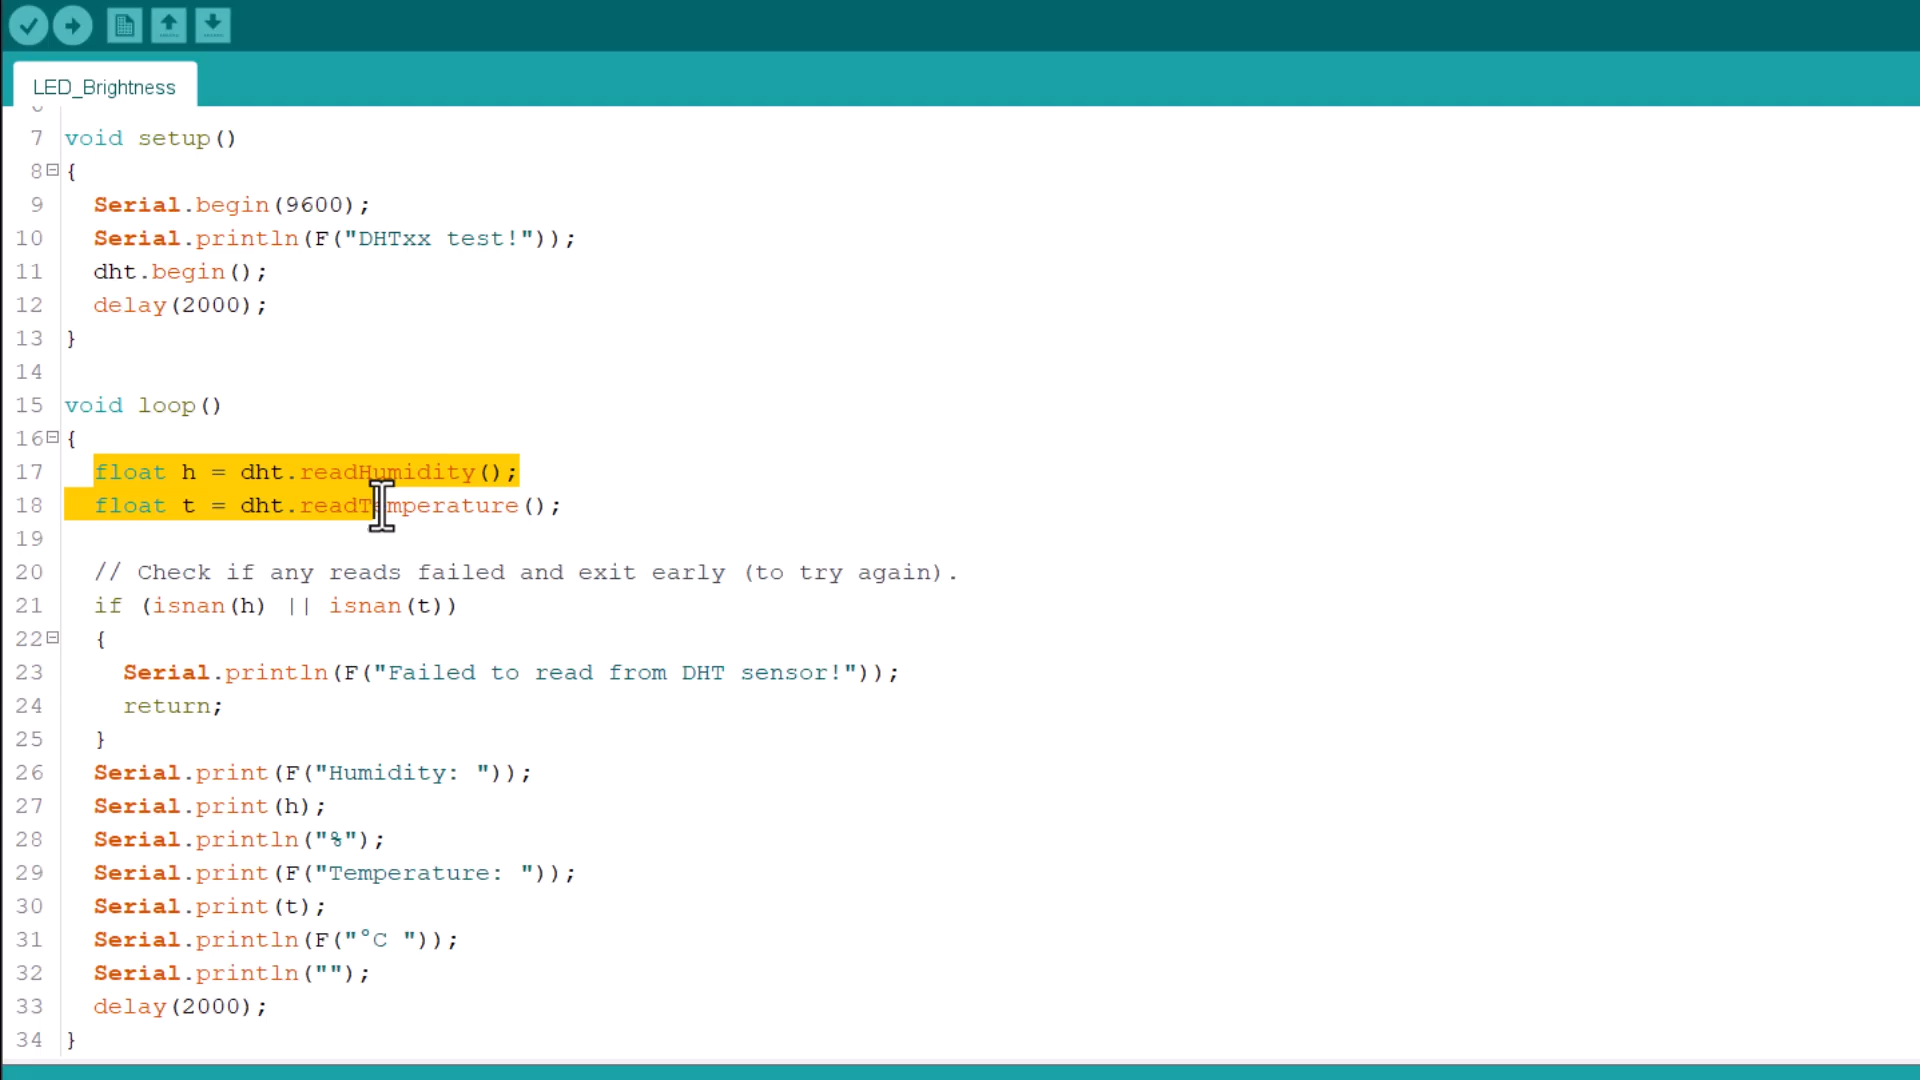 LED_Brightness
7 void setup()
8 {
9 Serial.begin(9600);
10 Serial.println(F("DHTxx test!"));
11 dht.begin();
12 delay(2000);
13 }
14
15 void loop()
16 {
17 float h = dht.readHumidity();
18 float t = dht.readTemperature();
19
20 // Check if any reads failed and exit early (to try again).
21 if (isnan(h) || isnan(t))
22 {
23 Serial.println(F("Failed to read from DHT sensor!"));
24 return;
25 }
26 Serial.print(F("Humidity: "));
27 Serial.print(h);
28 Serial.println("%");
29 Serial.print(F("Temperature: "));
30 Serial.print(t);
31 Serial.println(F("°C "));
32 Serial.println("");
33 delay(2000);
34 }